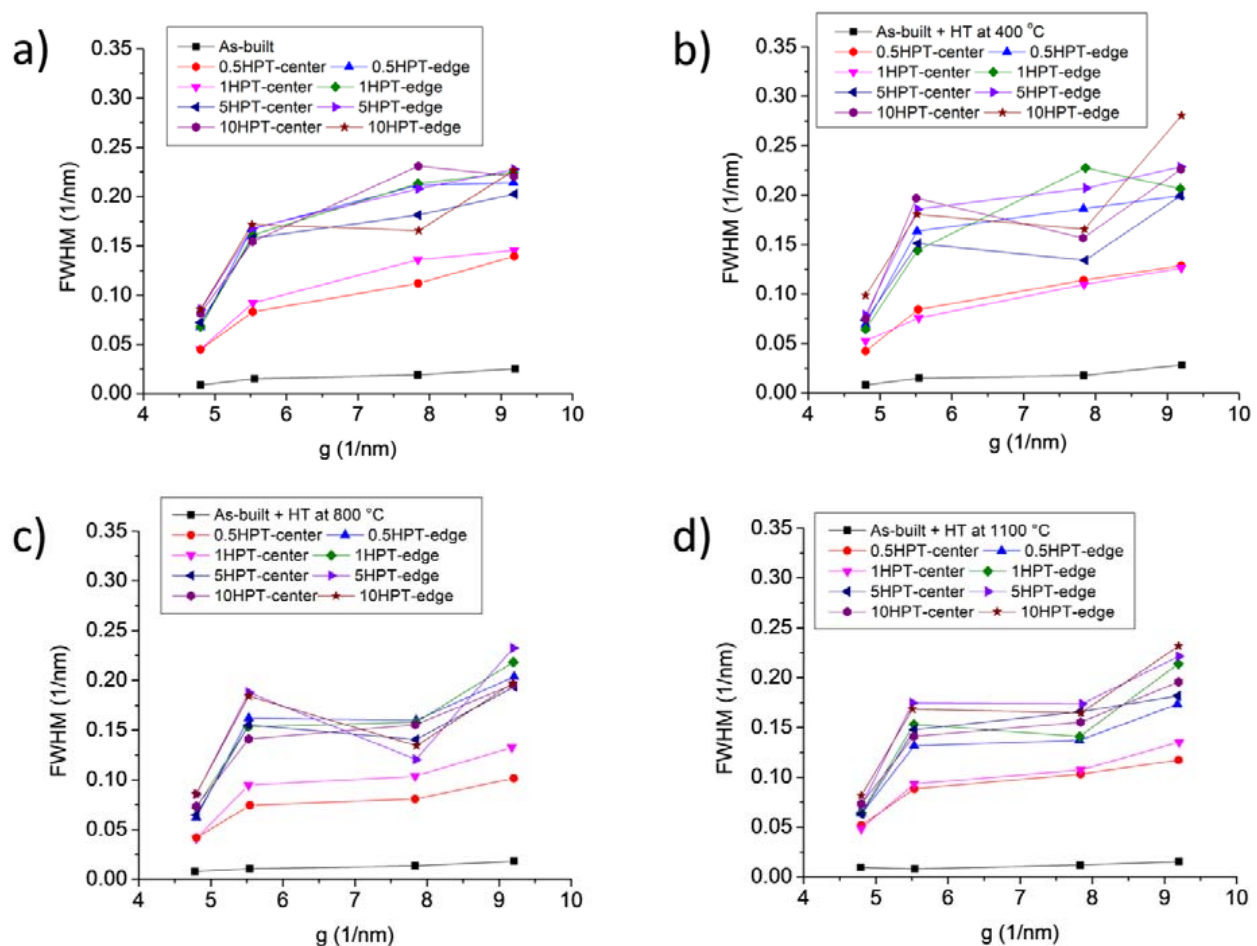 a)
As-built
0.5HPT-center 0.5HPT-edge
1HPT-center 1HPT-edge
5HPT-center 5HPT-edge
10HPT-center 10HPT-edge
0.35
0.30
0.25
0.20
0.15
0.10
0.05
0.00
FWHM (1/nm)
4 5 6 7 8 9 10
g (1/nm)
b)
As-built + HT at 400 °C
0.5HPT-center 0.5HPT-edge
1HPT-center 1HPT-edge
5HPT-center 5HPT-edge
10HPT-center 10HPT-edge
0.35
0.30
0.25
0.20
0.15
0.10
0.05
0.00
FWHM (1/nm)
4 5 6 7 8 9 10
g (1/nm)
c)
As-built + HT at 800 °C
0.5HPT-center 0.5HPT-edge
1HPT-center 1HPT-edge
5HPT-center 5HPT-edge
10HPT-center 10HPT-edge
0.35
0.30
0.25
0.20
0.15
0.10
0.05
0.00
FWHM (1/nm)
4 5 6 7 8 9 10
g (1/nm)
d)
As-built + HT at 1100 °C
0.5HPT-center 0.5HPT-edge
1HPT-center 1HPT-edge
5HPT-center 5HPT-edge
10HPT-center 10HPT-edge
0.35
0.30
0.25
0.20
0.15
0.10
0.05
0.00
FWHM (1/nm)
4 5 6 7 8 9 10
g (1/nm)